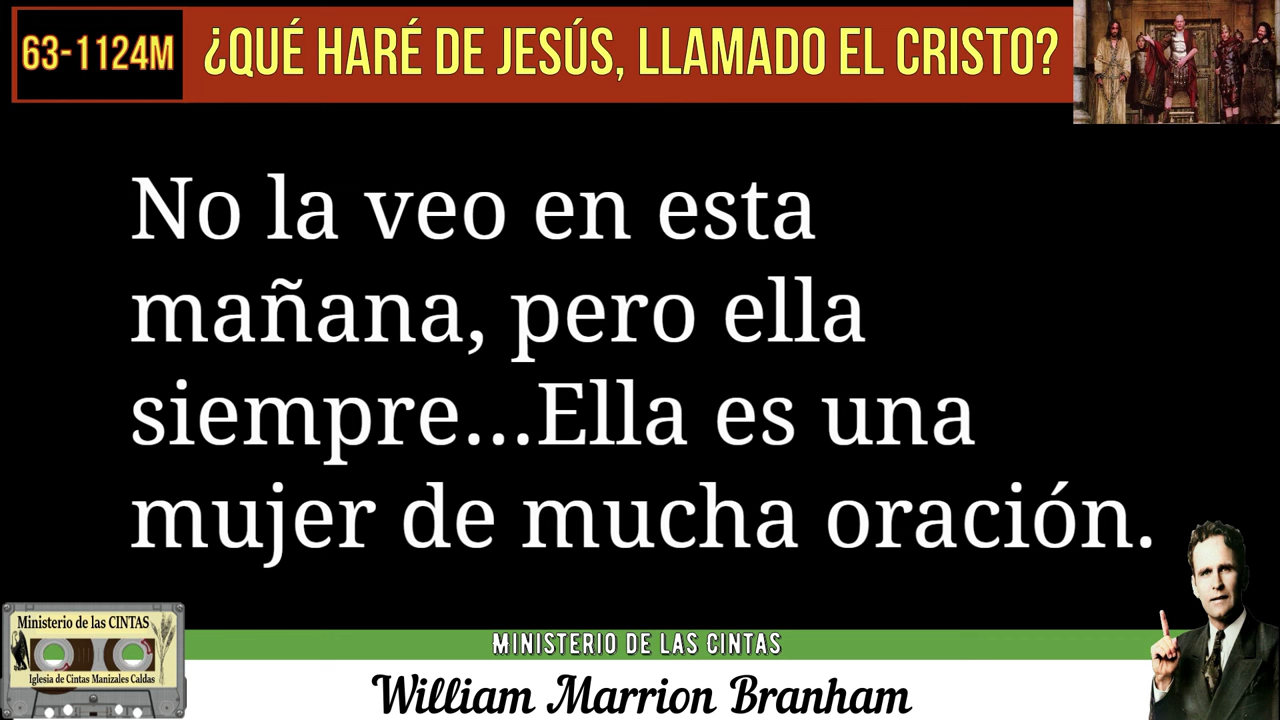 63-1124M
¿QUÉ HARÉ DE JESÚS, LLAMADO EL CRISTO?
No la veo en esta
mañana, pero ella
siempre...Ella es una
mujer de mucha oración.
Ministerio de las CINTAS
Iglesia de Cintas Manizales Caldas
MINISTERIO DE LAS CINTAS
William Marrion Branham